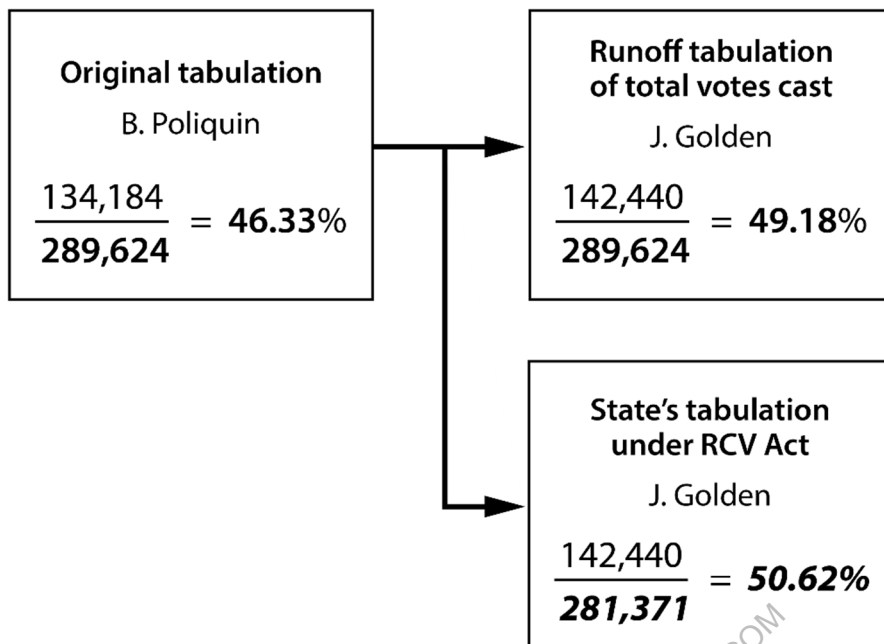 Original tabulation
B. Poliquin
134,184
289,624
= 46.33%
Runoff tabulation
of total votes cast
J. Golden
142,440
289,624
= 49.18%
State's tabulation
under RCV Act
J. Golden
142,440
281,371
= 50.62%